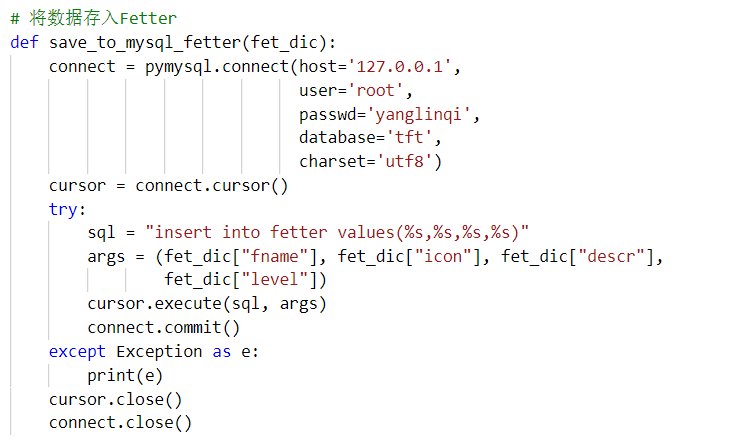 # 将数据存入Fetter
def save_to_mysql_fetter(fet_dic):
    connect = pymysql.connect(host='127.0.0.1',
                              user='root',
                              passwd='yanglinqi',
                              database='tft',
                              charset='utf8')
    cursor = connect.cursor()
    try:
        sql = "insert into fetter values(%s,%s,%s,%s)"
        args = (fet_dic["fname"], fet_dic["icon"], fet_dic["descr"],
                fet_dic["level"])
        cursor.execute(sql, args)
        connect.commit()
    except Exception as e:
        print(e)
    cursor.close()
    connect.close()